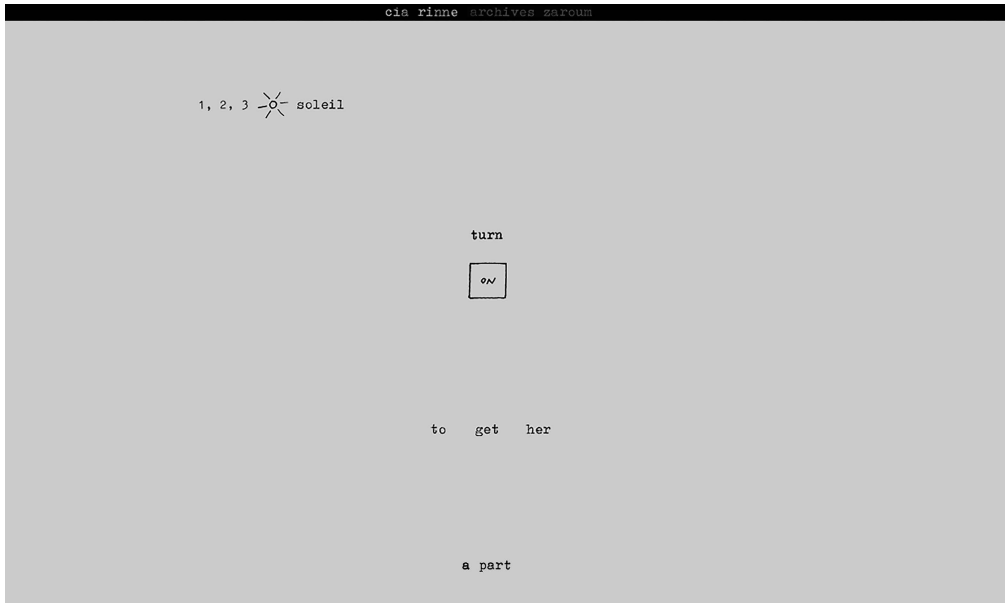 cia rinne archives zaroum
1, 2, 3 soleil
turn
ON
to get her
a part